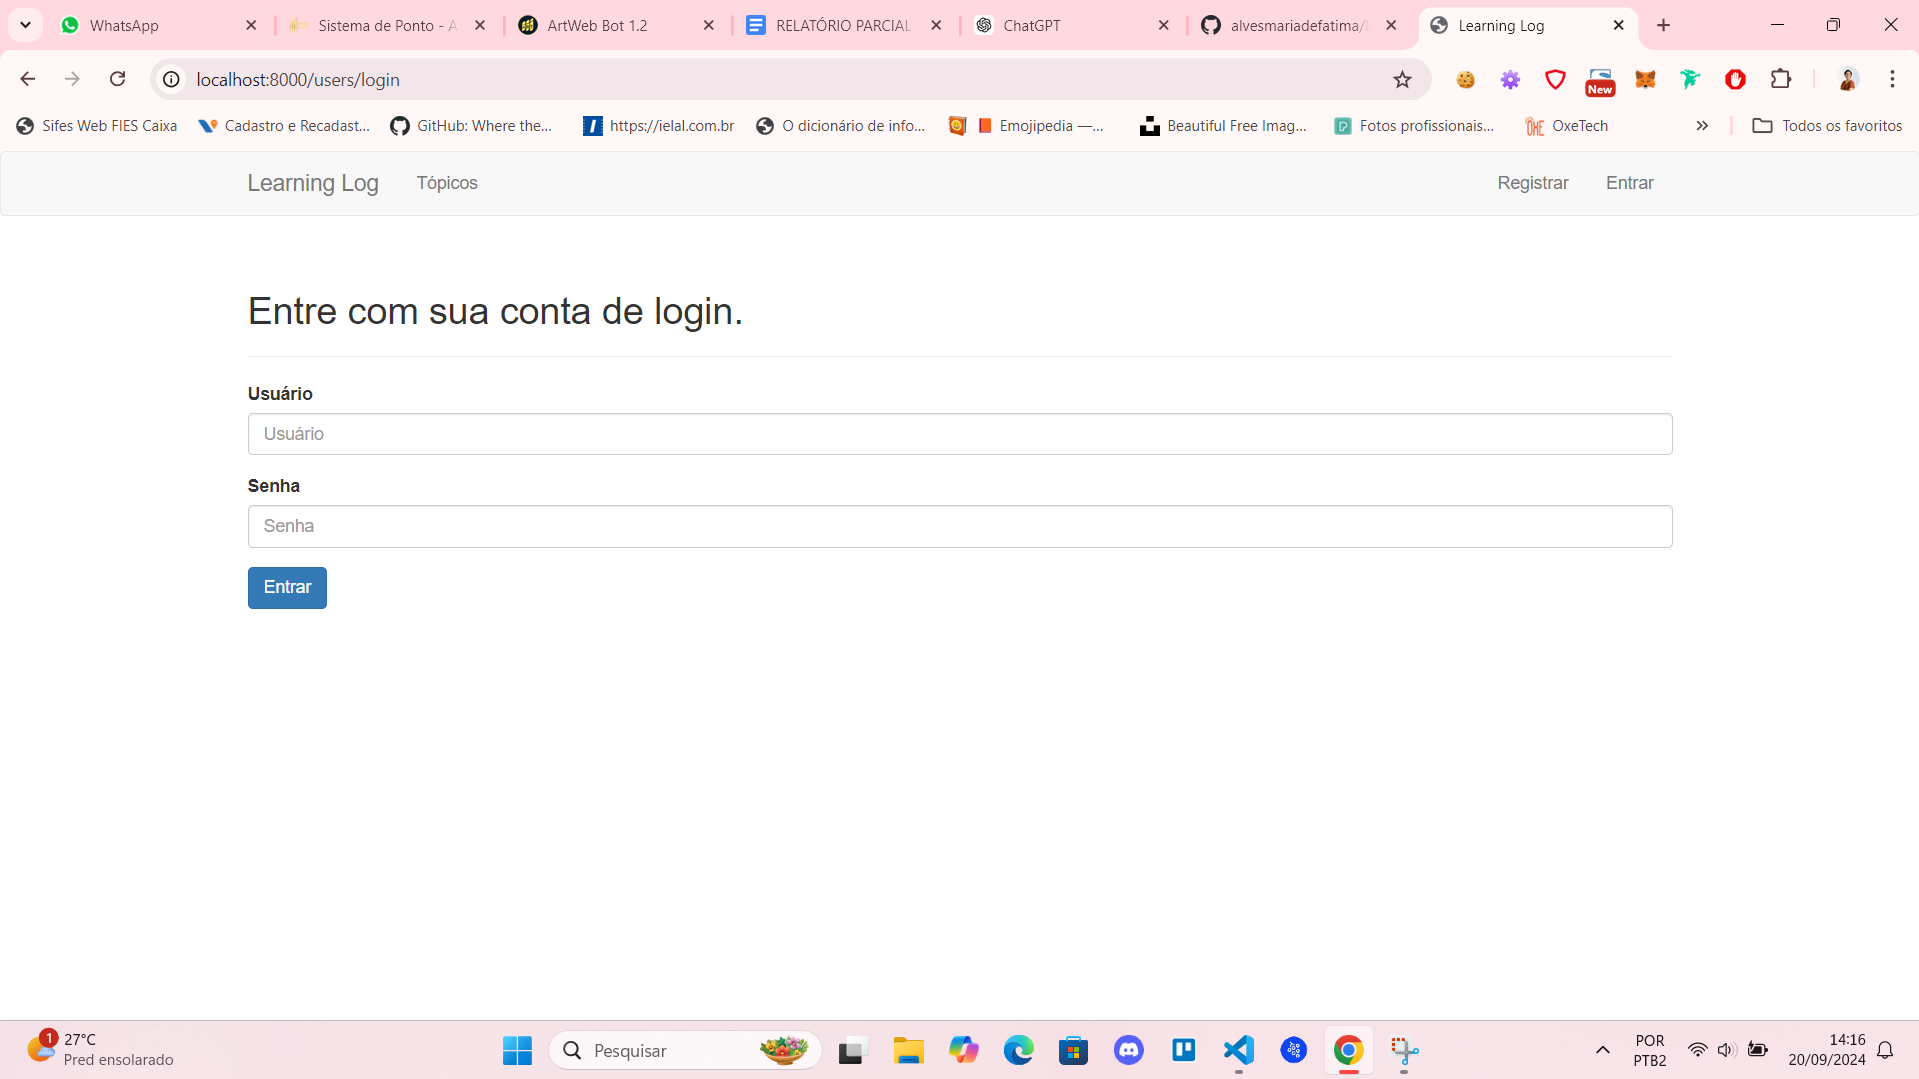 WhatsApp
Sistema de Ponto - A
ArtWeb Bot 1.2
RELATÓRIO PARCIAL
ChatGPT
alvesmariadefatima/l
Learning Log
localhost:8000/users/login
New
Sifes Web FIES Caixa
Cadastro e Recadast...
GitHub: Where the...
https://ielal.com.br
O dicionário de info...
Emojipedia —...
Beautiful Free Imag...
Fotos profissionais...
OxeTech
Todos os favoritos
Learning Log
Tópicos
Registrar
Entrar
Entre com sua conta de login.
Usuário
Usuário
Senha
Senha
Entrar
1
27°C
Pred ensolarado
Pesquisar
POR
PTB2
14:16
20/09/2024